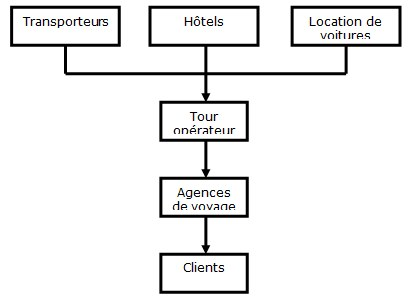 Transporteurs
Hôtels
Location de
voitures
Tour
opérateur
Agences
de voyage
Clients